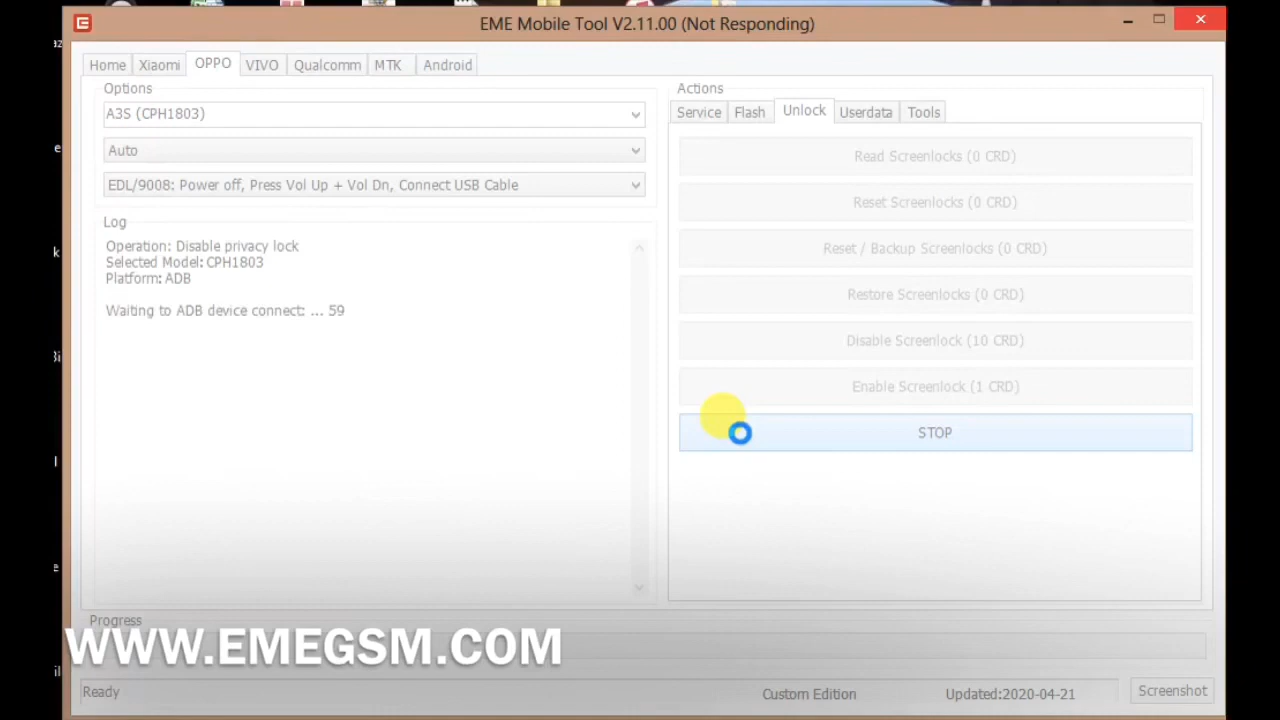 EME Mobile Tool V2.11.00 (Not Responding)
Home Xiaomi OPPO VIVO Qualcomm MTK Android
Options
A3S (CPH1803)
Auto
EDL/9008: Power off, Press Vol Up + Vol Dn, Connect USB Cable
Log
Operation: Disable privacy lock
Selected Model: CPH1803
Platform: ADB
Waiting to ADB device connect: ... 59
Actions
Service Flash Unlock Userdata Tools
Read Screenlocks (0 CRD)
Reset Screenlocks (0 CRD)
Reset / Backup Screenlocks (0 CRD)
Restore Screenlocks (0 CRD)
Disable Screenlock (10 CRD)
Enable Screenlock (1 CRD)
STOP
Progress
WWW.EMEGSM.COM
Ready
Custom Edition
Updated:2020-04-21
Screenshot